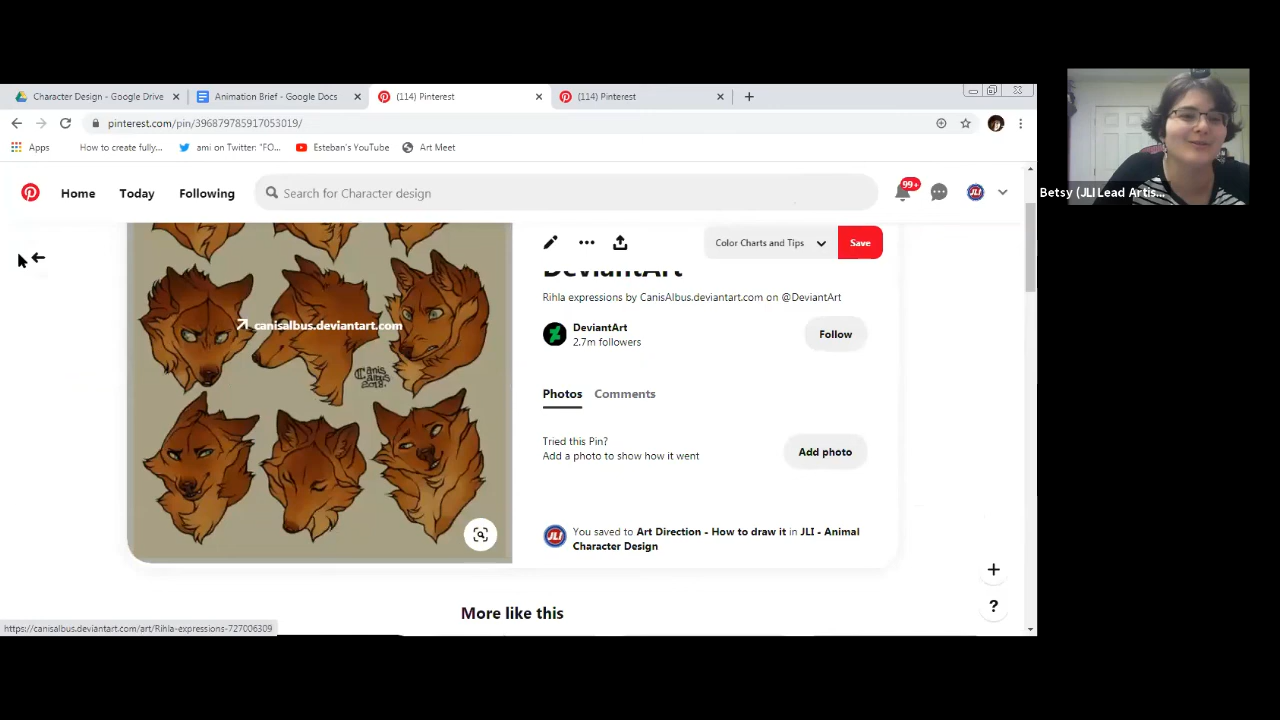 Character Design - Google Drive
Animation Brief - Google Docs
(114) Pinterest
(114) Pinterest
pinterest.com/pin/396879785917053019/
Apps
How to create fully...
ami on Twitter: "FO...
Esteban's YouTube
Art Meet
Home
Today
Following
Search for Character design
99+
JLI
Color Charts and Tips
Save
DeviantArt
Rihla expressions by CanisAlbus.deviantart.com on @DeviantArt
canisalbus.deviantart.com
DeviantArt
2.7m followers
Follow
Canis
Albus
2018.
Photos
Comments
Tried this Pin?
Add a photo to show how it went
Add photo
JLI
You saved to Art Direction - How to draw it in JLI - Animal
Character Design
More like this
?
https://canisalbus.deviantart.com/art/Rihla-expressions-727006309
Betsy (JLI Lead Artis...